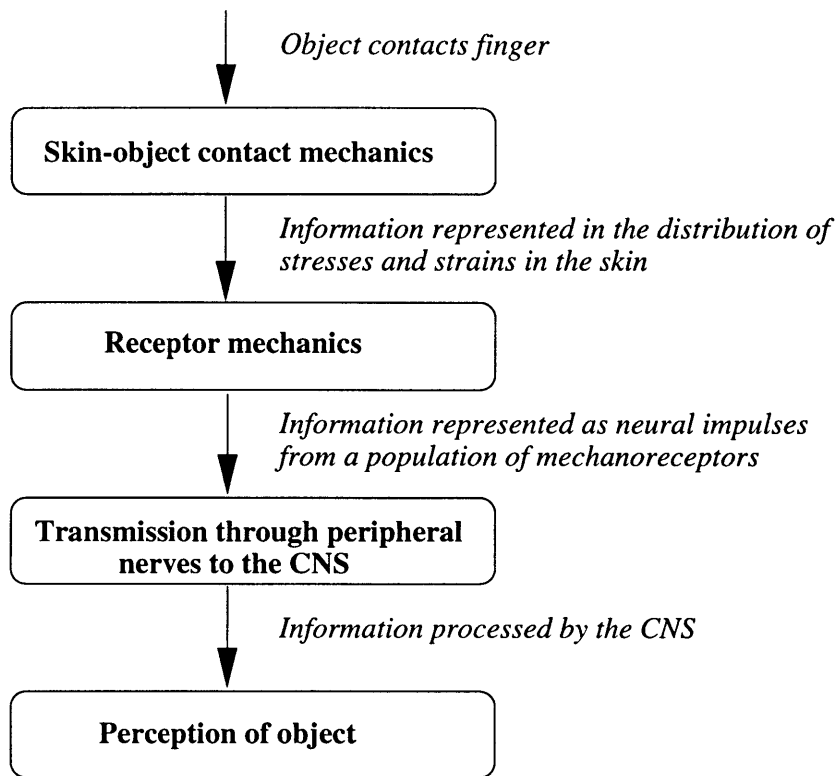 Object contacts finger
Skin-object contact mechanics
Information represented in the distribution of
stresses and strains in the skin
Receptor mechanics
Information represented as neural impulses
from a population of mechanoreceptors
Transmission through peripheral
nerves to the CNS
Information processed by the CNS
Perception of object